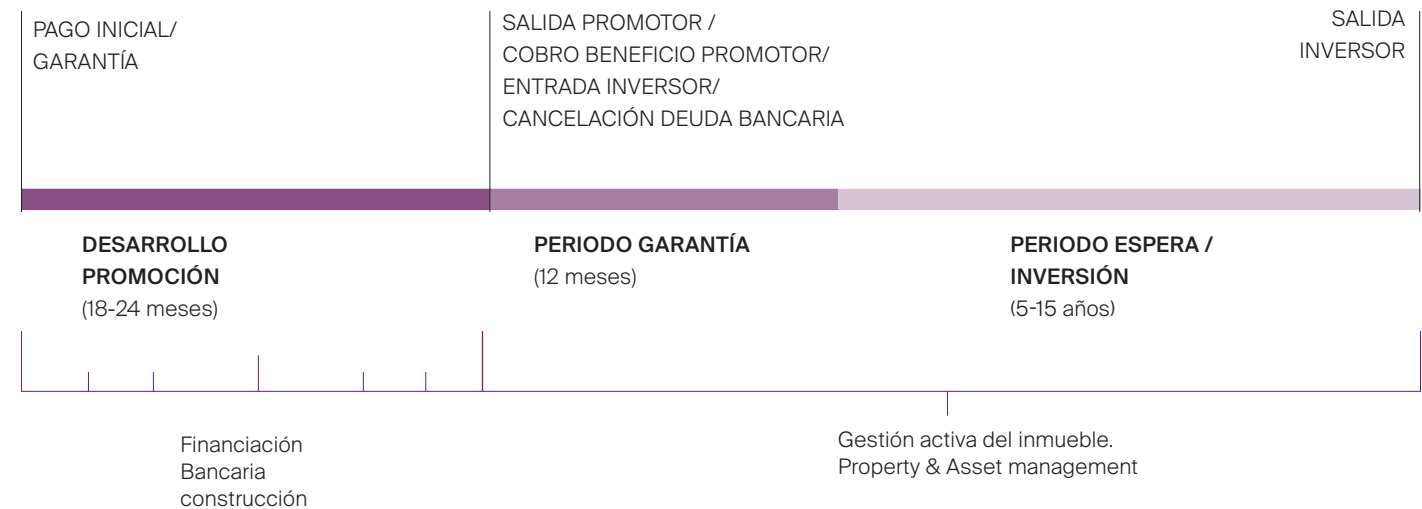 PAGO INICIAL/
GARANTÍA
SALIDA PROMOTOR /
COBRO BENEFICIO PROMOTOR/
ENTRADA INVERSOR/
CANCELACIÓN DEUDA BANCARIA
SALIDA
INVERSOR
DESARROLLO
PROMOCIÓN
(18-24 meses)
PERIODO GARANTÍA
(12 meses)
PERIODO ESPERA /
INVERSIÓN
(5-15 años)
Financiación
Bancaria
construcción
Gestión activa del inmueble.
Property & Asset management